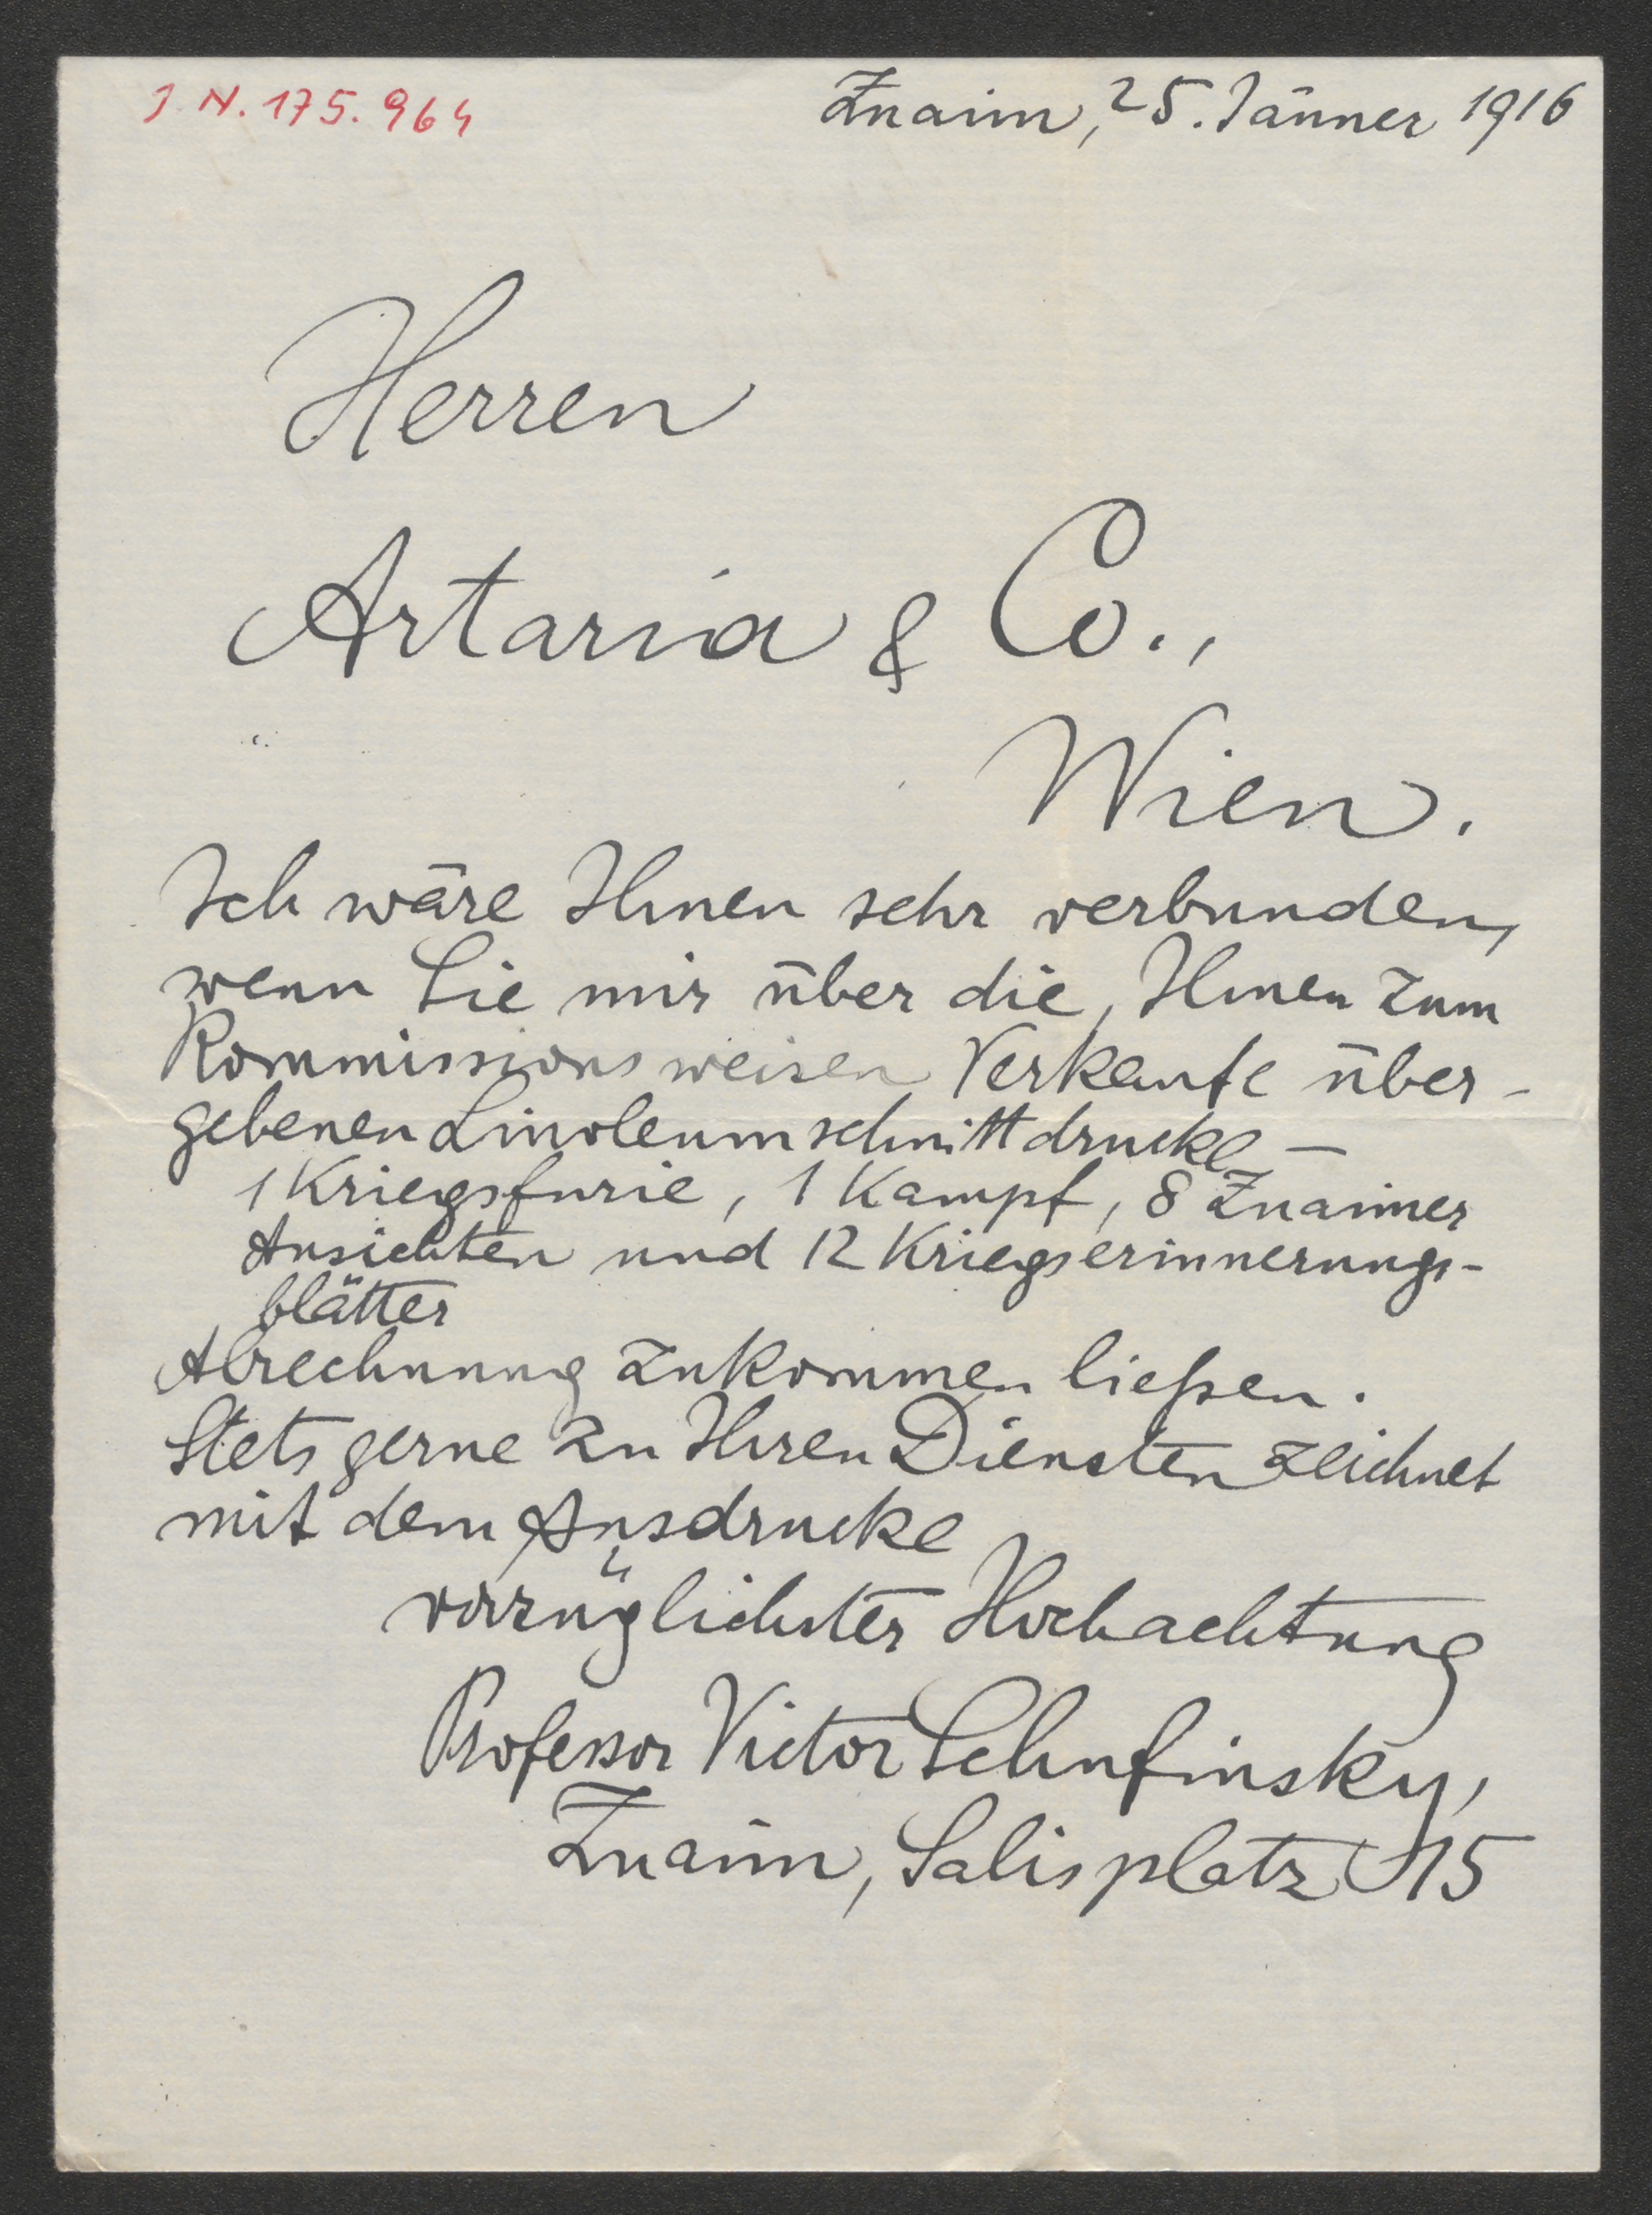 J. N. 175.964
Znaim, 25. Jänner 1916
Herren
Artaria & Co.,
Wien.
Ich wäre Ihnen sehr verbunden,
wenn Sie mir über die, Ihnen zum
Kommissionsweisen Verkaufe über-
gebenen Linoleumschnittdrucke –
1 Kriegsfurie, 1 Kampf, 8 Znaimer
Ansichten und 12 Kriegserinnerungs-
blätter
Abrechnung zukommen ließen.
Stets gerne zu Ihren Diensten zeichnet
mit dem Ausdrucke
vorzüglichster Hochachtung
Professor Victor Schufinsky,
Znaim, Salisplatz 15